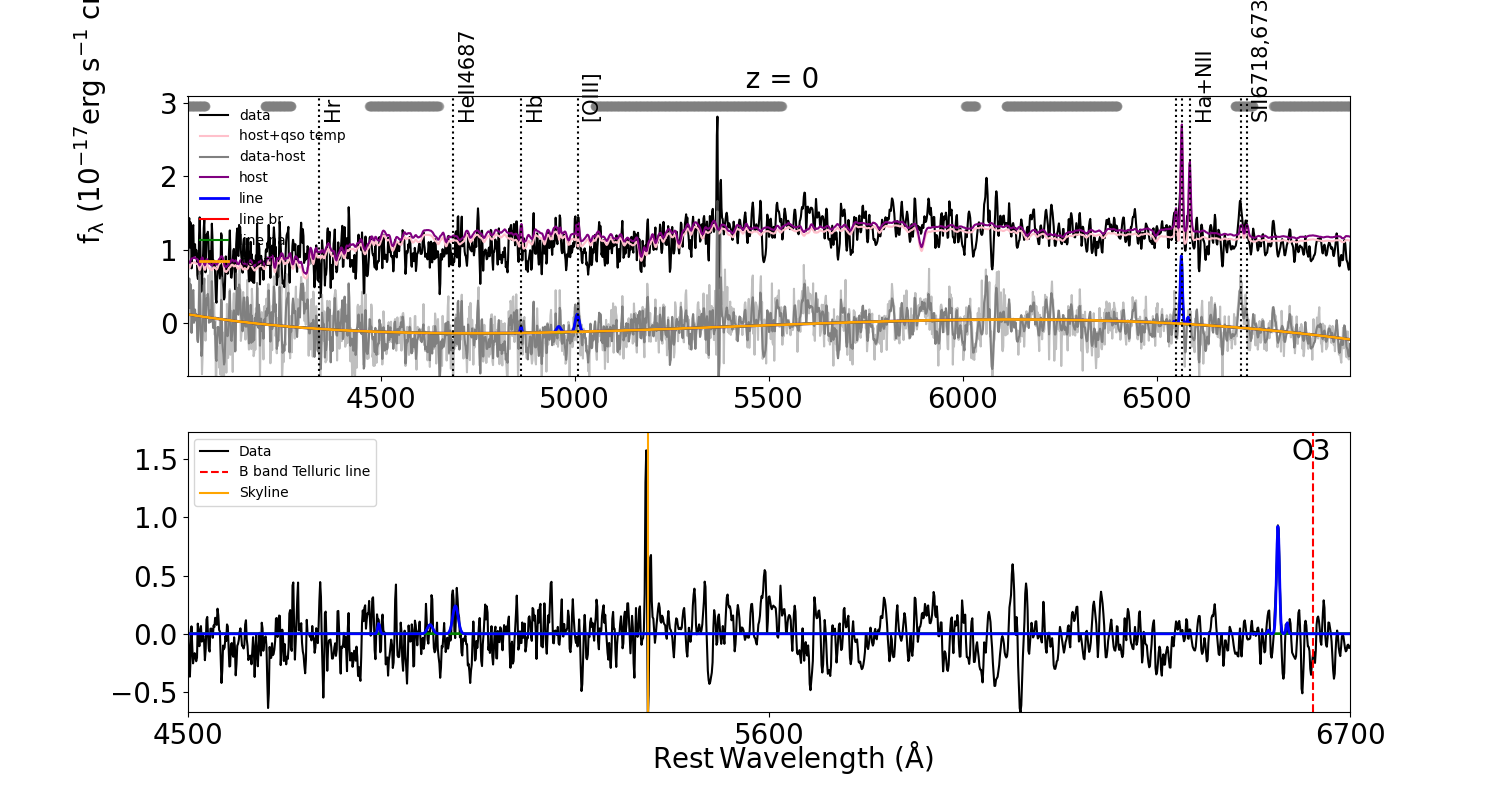 z = 0
Hr
HeII4687
Hb
[OIII]
Ha+NII
SII6718,673
f_λ (10^{-17}erg s^{-1}
3
2
1
0
data
host+qso temp
data-host
host
line
line br
4500
5000
5500
6000
6500
Data
B band Telluric line
Skyline
O3
1.5
1.0
0.5
0.0
−0.5
4500
5600
6700
Rest Wavelength (Å)